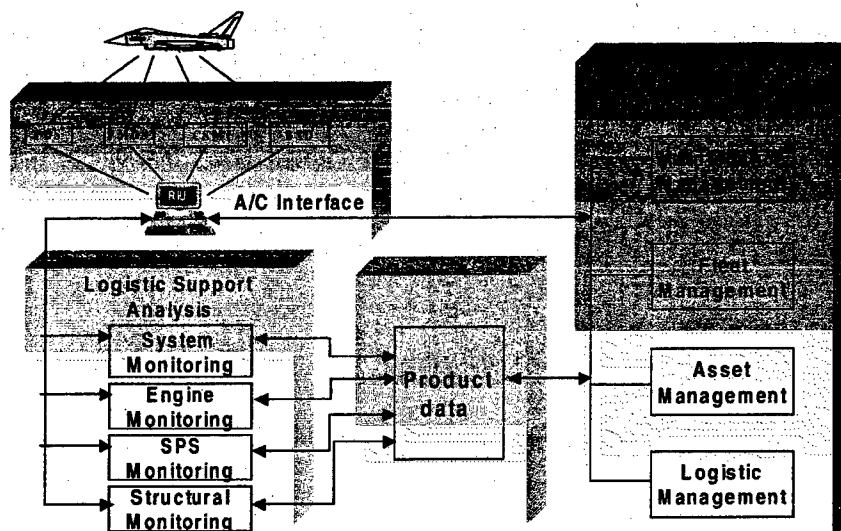 A/C Interface
Logistic Support
Analysis
System
Monitoring
Engine
Monitoring
SPS
Monitoring
Structural
Monitoring
Product
data
Fleet
Management
Asset
Management
Logistic
Management